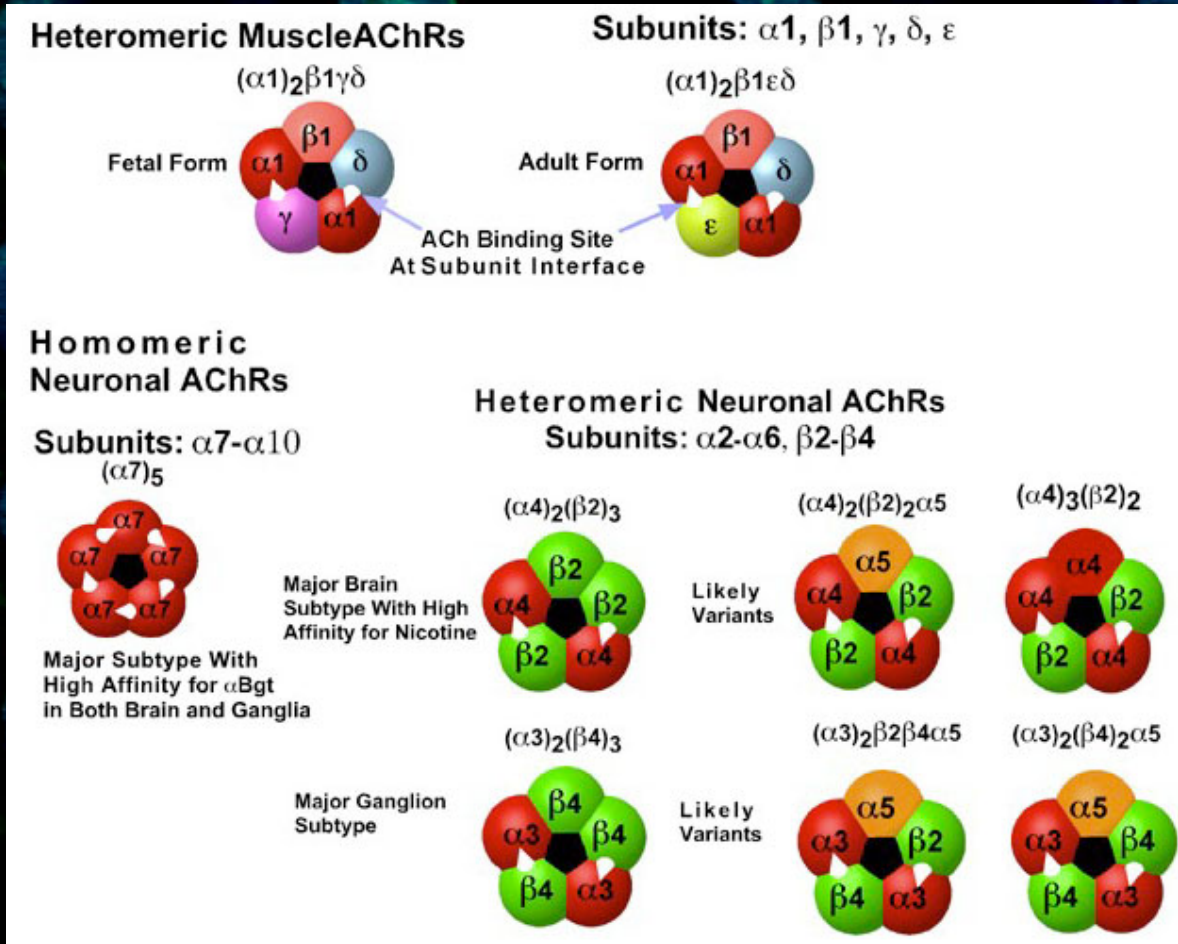 Heteromeric MuscleAChRs
Subunits: α1, β1, γ, δ, ε
(α1)2β1γδ
(α1)2β1εδ
Fetal Form
β1
α1
δ
γ
α1
Adult Form
β1
α1
δ
ε
α1
ACh Binding Site
At Subunit Interface
Homomeric
Neuronal AChRs
Subunits: α7-α10
(α7)5
α7
α7
α7
α7
α7
Major Subtype With
High Affinity for αBgt
in Both Brain and Ganglia
Heteromeric Neuronal AChRs
Subunits: α2-α6, β2-β4
(α4)2(β2)3
(α4)2(β2)2α5
(α4)3(β2)2
Major Brain
Subtype With High
Affinity for Nicotine
β2
α4
β2
β2
α4
Likely
Variants
α5
α4
β2
β2
α4
α4
α4
β2
β2
α4
(α3)2(β4)3
(α3)2β2β4α5
(α3)2(β4)2α5
Major Ganglion
Subtype
β4
α3
β4
β4
α3
Likely
Variants
α5
α3
β2
β4
α3
α5
α3
β4
β4
α3